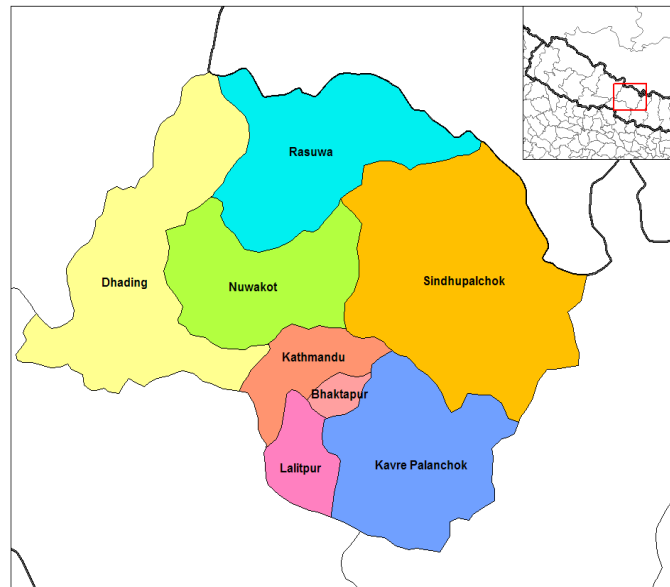 Rasuwa
Dhading
Nuwakot
Sindhupalchok
Kathmandu
Bhaktapur
Lalitpur
Kavre Palanchok